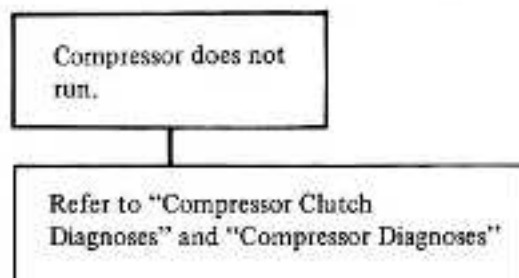 Compressor does not
run.
Refer to “Compressor Clutch
Diagnoses” and “Compressor Diagnoses”